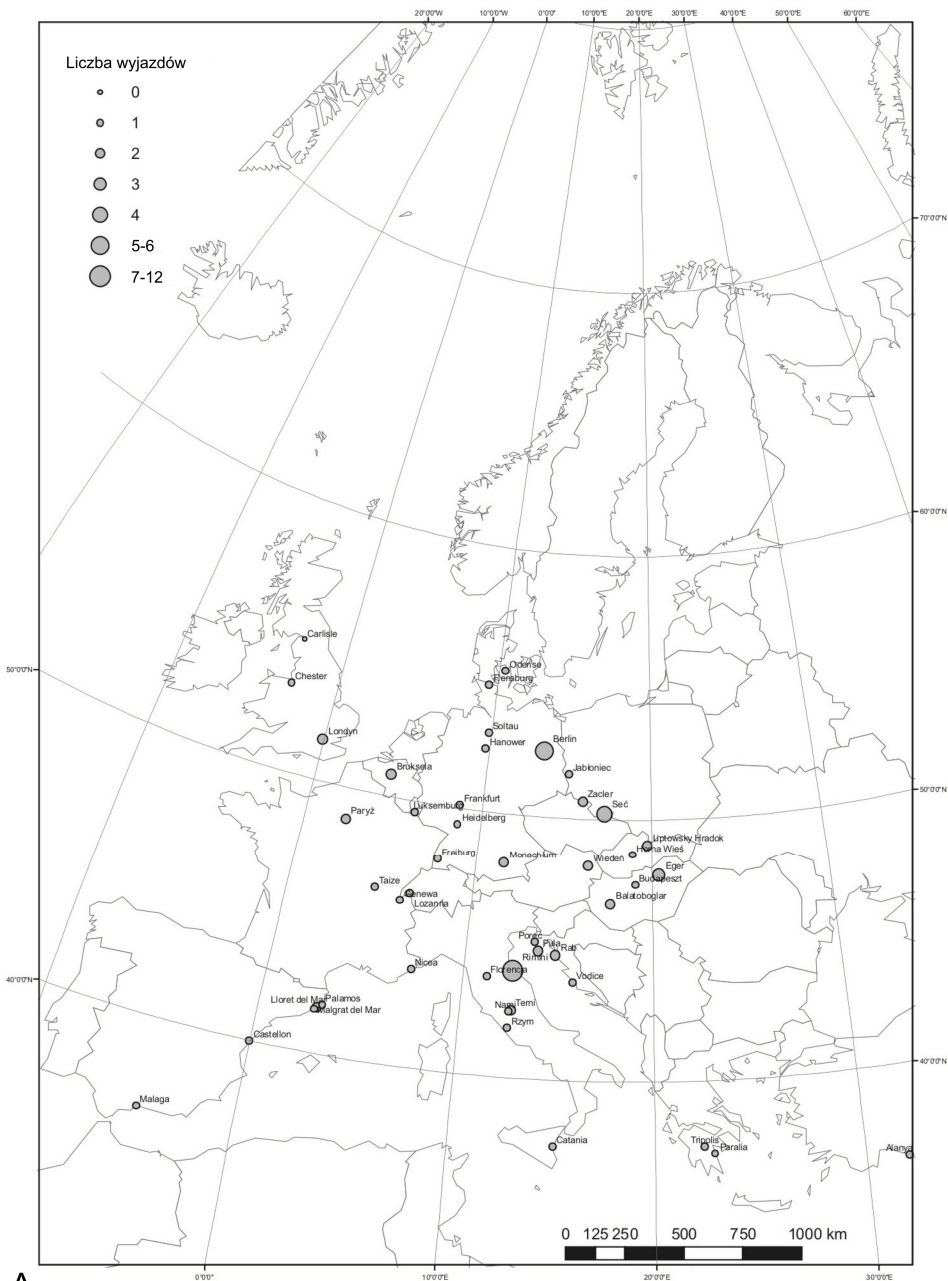 20°0'0"W 10°0'0"W 0°0'0" 10°0'0"E 20°0'0"E 30°0'0"E 40°0'0"E 50°0'0"E 60°0'0"E
Liczba wyjazdów
0
1
2
3
4
5-6
7-12
70°0'0"N
60°0'0"N
Carlisle
50°0'0"N
Odense
Chester
Flensburg
Soltau
Londyn
Hanower
Berlin
Bruksela
Jabłoniec
50°0'0"N
Frankfurt
Zacler
Luksemburg
Seć
Paryż
Heidelberg
Liptowsky Hradok
Freiburg
Horna Wieś
Monachium
Wieden
Eger
Taize
Budapeszt
Genewa
Balatoboglar
Lozanna
Porec
Pula
Rab
Rimini
Nicea
Florencja
40°0'0"N
Vodice
Lloret del Mar
Palamos
Malgrat del Mar
Narni
Terni
Rzym
Castellon
40°0'0"N
Malaga
Catania
Tripolis
Paralia
Alanya
0 125 250 500 750 1000 km
A
0°0'0" 10°0'0"E 20°0'0"E 30°0'0"E